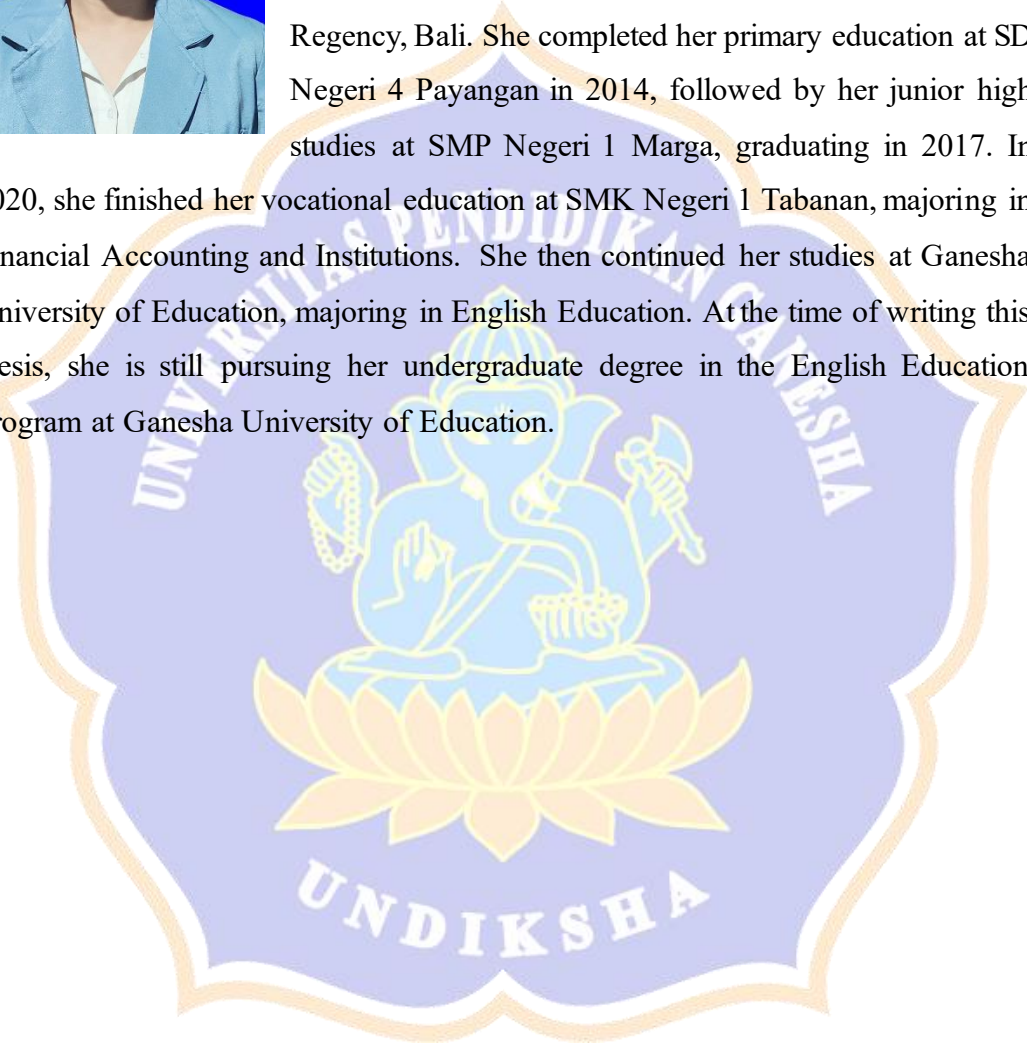 Regency, Bali. She completed her primary education at SD
Negeri 4 Payangan in 2014, followed by her junior high
studies at SMP Negeri 1 Marga, graduating in 2017. In
020, she finished her vocational education at SMK Negeri 1 Tabanan, majoring in
nancial Accounting and Institutions. She then continued her studies at Ganesha
niversity of Education, majoring in English Education. At the time of writing this
esis, she is still pursuing her undergraduate degree in the English Education
rogram at Ganesha University of Education.
UNIVERSITAS PENDIDIKAN GANESHA
UNDIKSHA